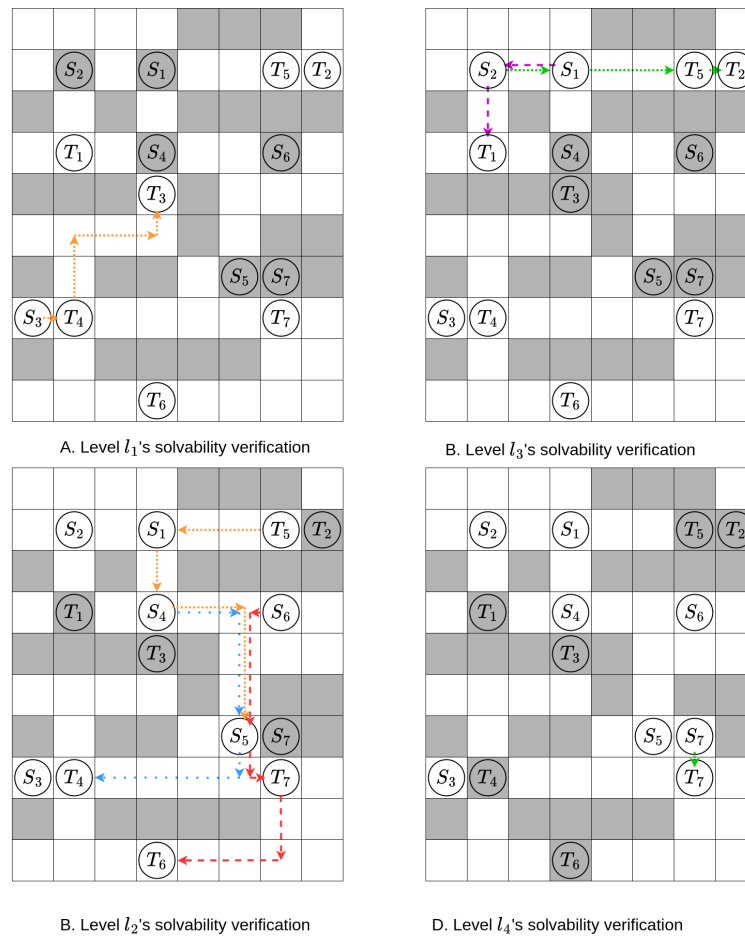 S₂ S₁ T₅ T₂
T₁ S₄ S₆
T₃
S₅ S₇
S₃ T₄ T₇
T₆
A. Level l₁'s solvability verification
S₂ S₁ T₅ T₂
T₁ S₄ S₆
T₃
S₅ S₇
S₃ T₄ T₇
T₆
B. Level l₃'s solvability verification
S₂ S₁ T₅ T₂
T₁ S₄ S₆
T₃
S₅ S₇
S₃ T₄ T₇
T₆
B. Level l₂'s solvability verification
S₂ S₁ T₅ T₂
T₁ S₄ S₆
T₃
S₅ S₇
S₃ T₄ T₇
T₆
D. Level l₄'s solvability verification